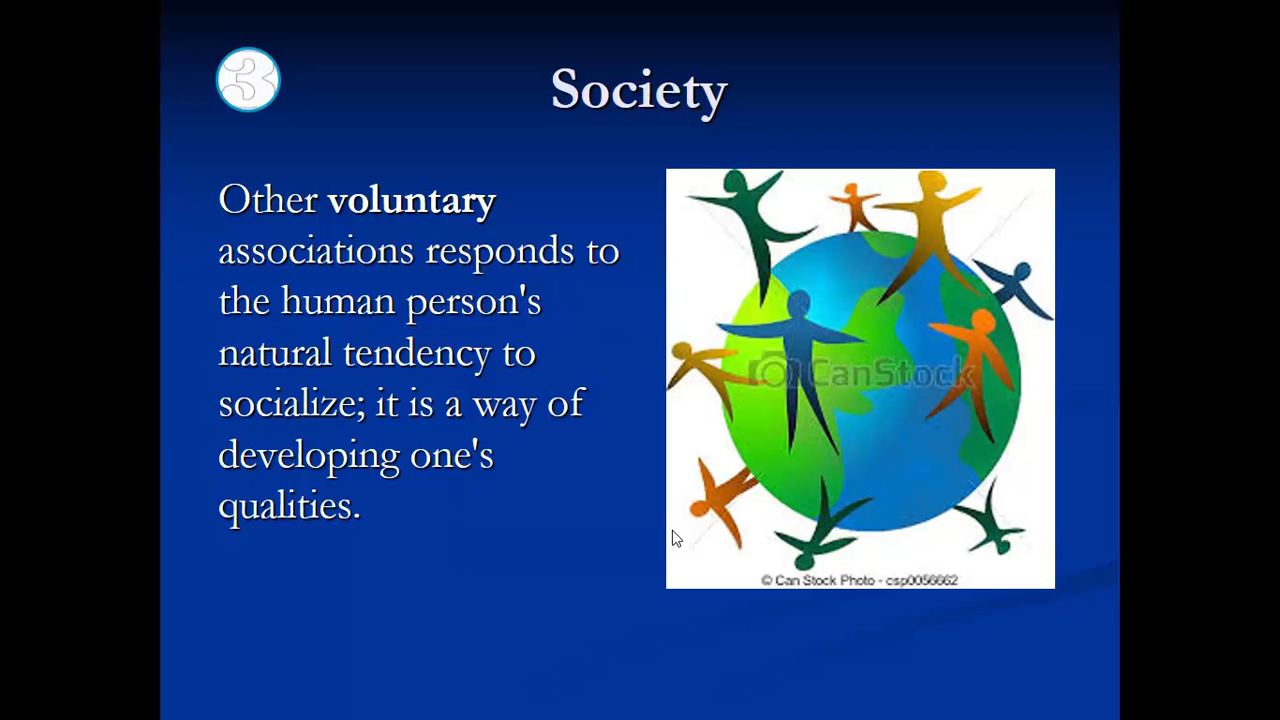 3
Society
Other voluntary
associations responds to
the human person's
natural tendency to
socialize; it is a way of
developing one's
qualities.
CanStock
© Can Stock Photo - csp0056662